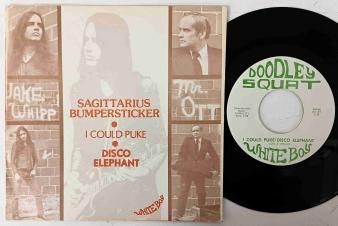 JAKE
WHIPP
SAGITTARIUS
BUMPERSTICKER
I COULD PUKE
DISCO
ELEPHANT
Mr.
OTT
WHITE BOY
DOODLEY
SQUAT
I COULD PUKE/DISCO ELEPHANT
WHITE BOY